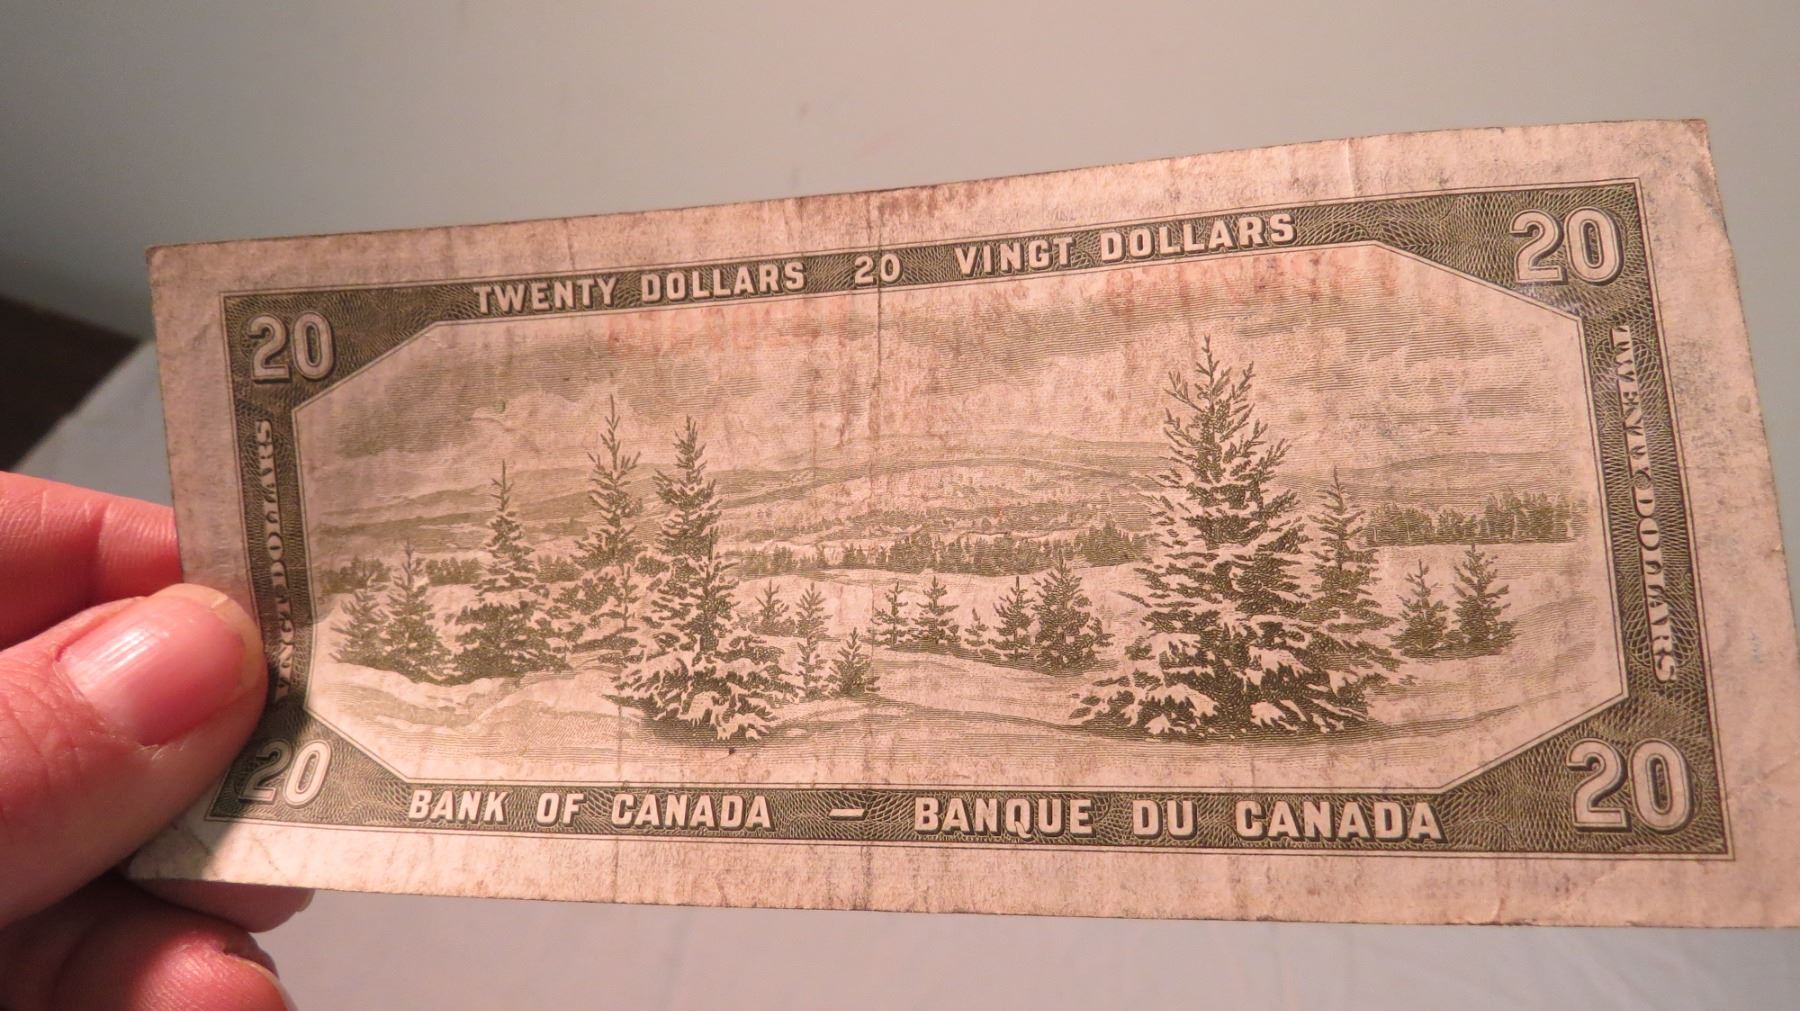 TWENTY DOLLARS 20 VINGT DOLLARS
20
20
VINGT DOLLARS
TWENTY DOLLARS
20
20
BANK OF CANADA — BANQUE DU CANADA